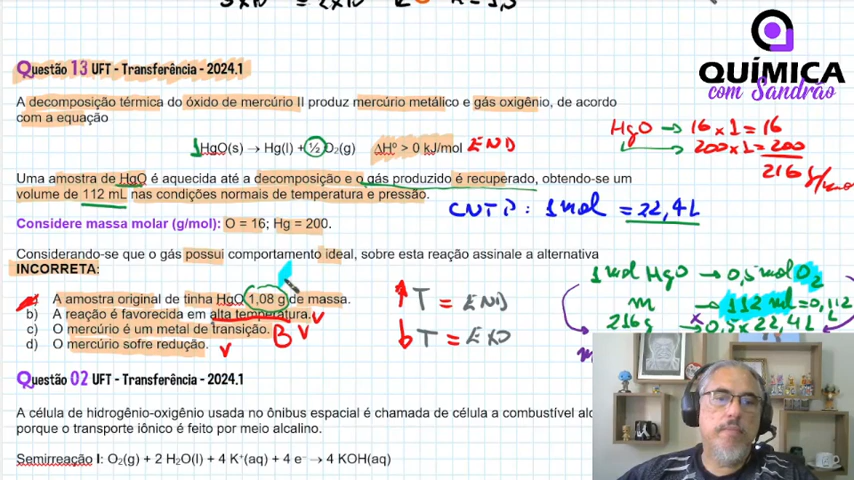 Questão 13 UFT - Transferência - 2024.1
A decomposição térmica do óxido de mercúrio II produz mercúrio metálico e gás oxigênio, de acordo
com a equação
1HgO(s) → Hg(l) + ½ O₂(g) ΔH⁰ > 0 kJ/mol END
Uma amostra de HgO é aquecida até a decomposição e o gás produzido é recuperado, obtendo-se um
volume de 112 mL nas condições normais de temperatura e pressão.
CNTP: 1 mol = 22,4 L
Considere massa molar (g/mol): O = 16; Hg = 200.
Considerando-se que o gás possui comportamento ideal, sobre esta reação assinale a alternativa
INCORRETA:
A amostra original de tinha HgO 1,08 g de massa.
b) A reação é favorecida em alta temperatura. V
c) O mercúrio é um metal de transição. B V
d) O mercúrio sofre redução. V
↑ T = END
↓ T = EXO
QUÍMICA
com Sandrão
HgO → 16 x 1 = 16
200 x 1 = 200
216 g/mol
1 mol HgO → 0,5 mol O₂
m → 112 ml = 0,112 L
216 g → 0,5 x 22,4 L
Questão 02 UFT - Transferência - 2024.1
A célula de hidrogênio-oxigênio usada no ônibus espacial é chamada de célula a combustível
porque o transporte iônico é feito por meio alcalino.
Semirreação I: O₂(g) + 2 H₂O(l) + 4 K⁺(aq) + 4 e⁻ → 4 KOH(aq)